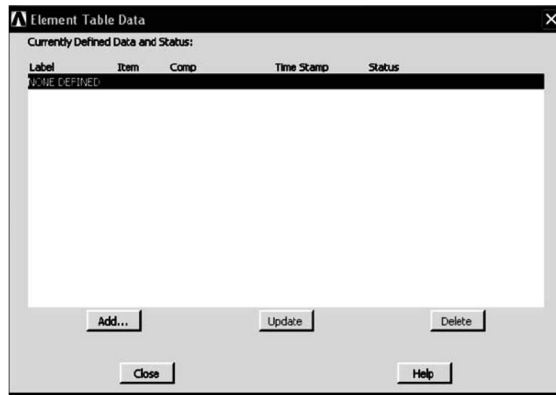 Element Table Data
Currently Defined Data and Status:
Label Item Comp Time Stamp Status
NONE DEFINED
Add... Update Delete
Close Help